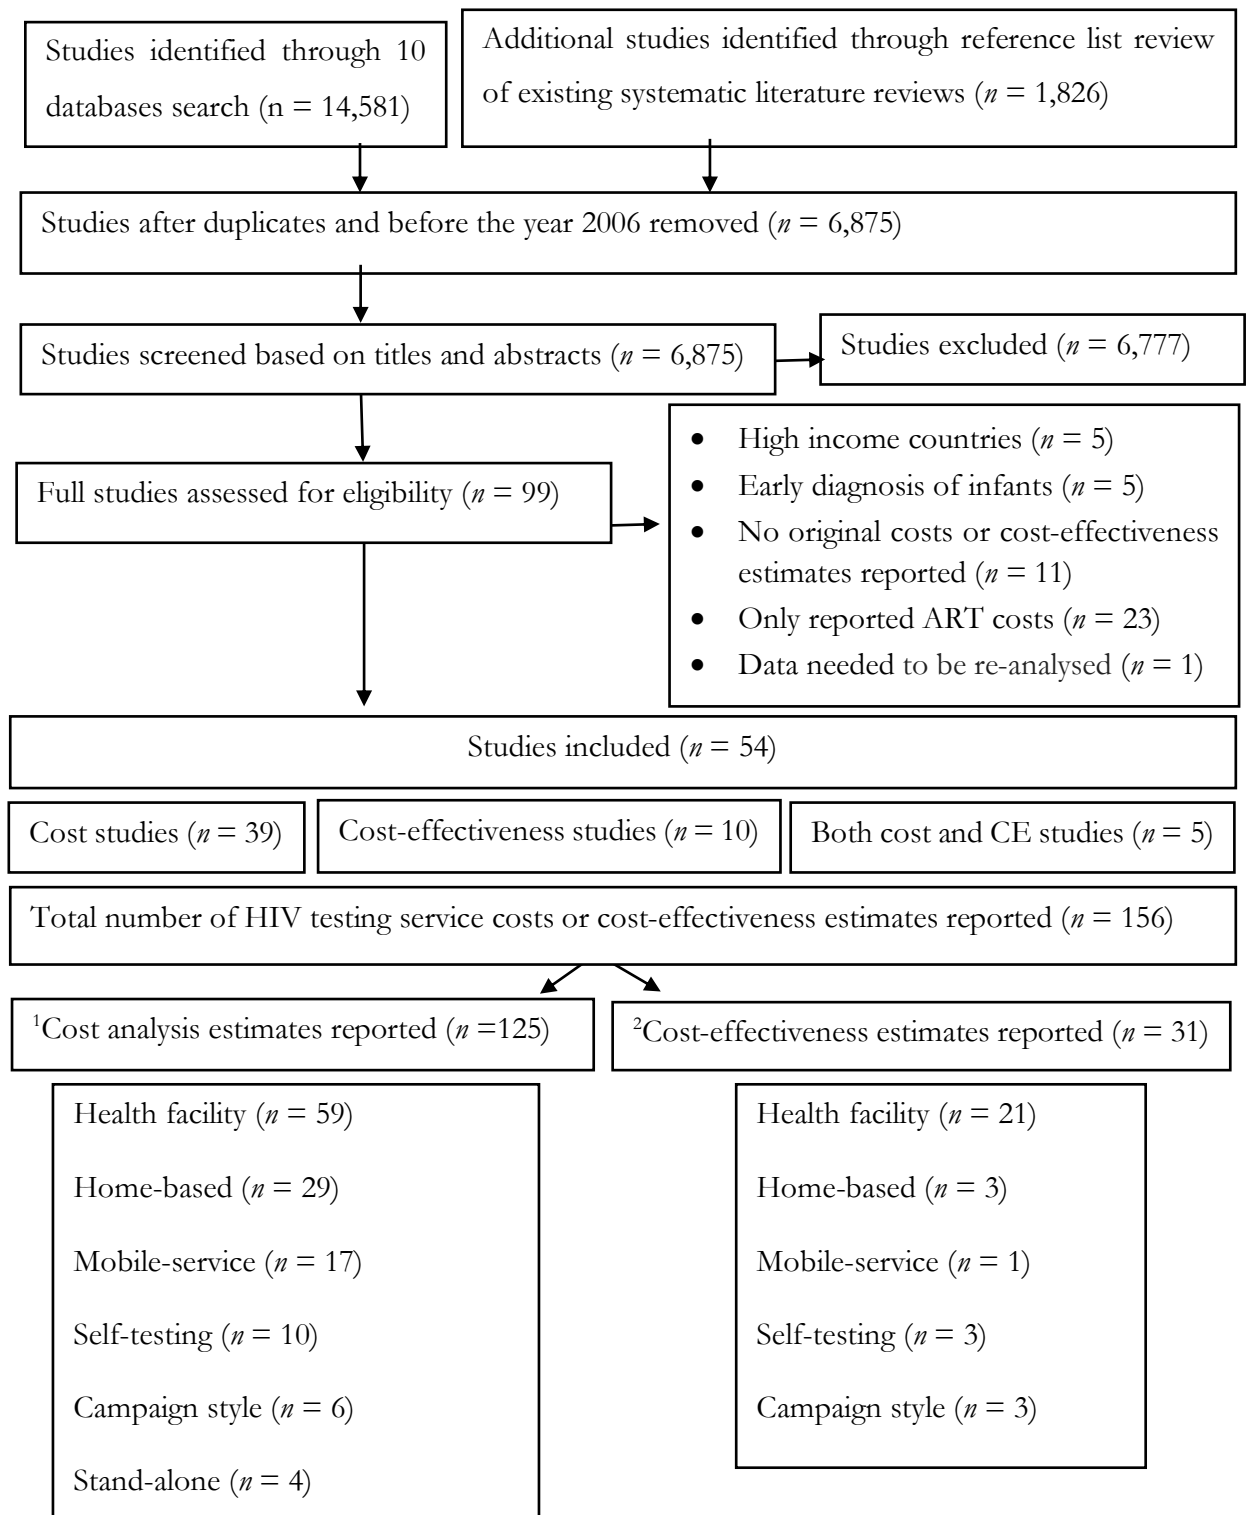 Studies identified through 10
databases search (n = 14,581)
Additional studies identified through reference list review
of existing systematic literature reviews (n = 1,826)
Studies after duplicates and before the year 2006 removed (n = 6,875)
Studies screened based on titles and abstracts (n = 6,875)
Studies excluded (n = 6,777)
Full studies assessed for eligibility (n = 99)
• High income countries (n = 5)
• Early diagnosis of infants (n = 5)
• No original costs or cost-effectiveness
estimates reported (n = 11)
• Only reported ART costs (n = 23)
• Data needed to be re-analysed (n = 1)
Studies included (n = 54)
Cost studies (n = 39)
Cost-effectiveness studies (n = 10)
Both cost and CE studies (n = 5)
Total number of HIV testing service costs or cost-effectiveness estimates reported (n = 156)
¹Cost analysis estimates reported (n =125)
²Cost-effectiveness estimates reported (n = 31)
Health facility (n = 59)
Home-based (n = 29)
Mobile-service (n = 17)
Self-testing (n = 10)
Campaign style (n = 6)
Stand-alone (n = 4)
Health facility (n = 21)
Home-based (n = 3)
Mobile-service (n = 1)
Self-testing (n = 3)
Campaign style (n = 3)